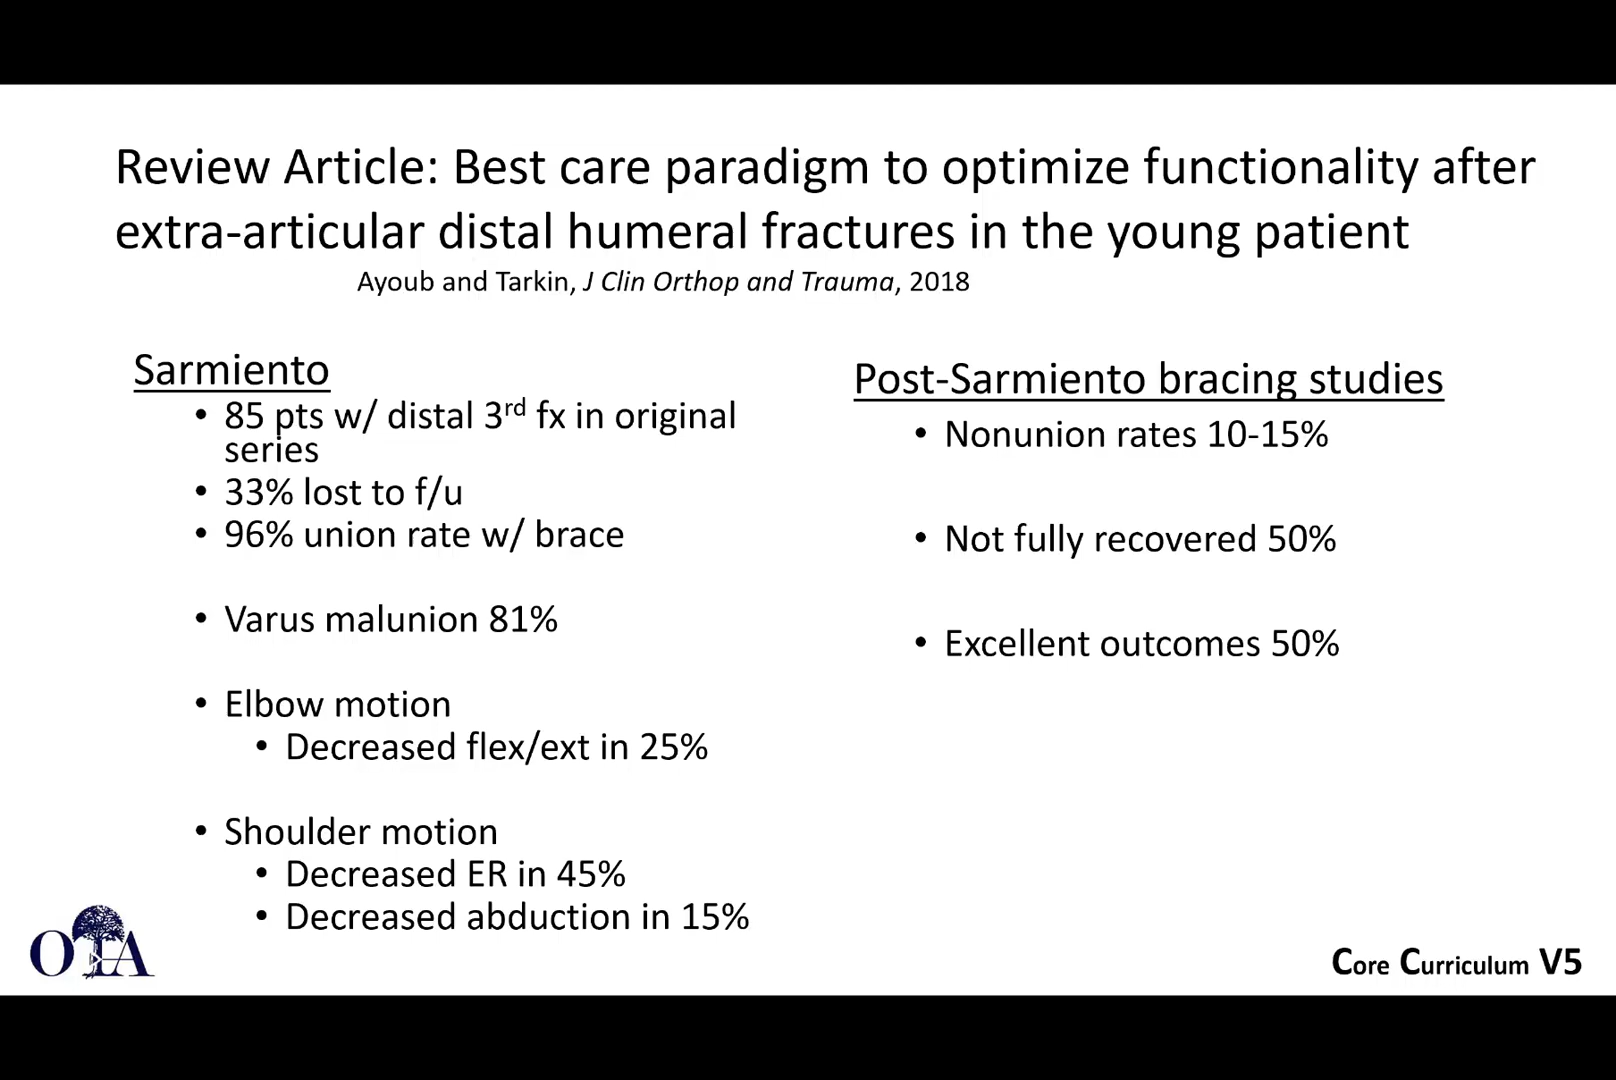 Review Article: Best care paradigm to optimize functionality after
extra-articular distal humeral fractures in the young patient
Ayoub and Tarkin, J Clin Orthop and Trauma, 2018
Sarmiento
• 85 pts w/ distal 3rd fx in original
series
• 33% lost to f/u
• 96% union rate w/ brace
• Varus malunion 81%
• Elbow motion
• Decreased flex/ext in 25%
• Shoulder motion
• Decreased ER in 45%
• Decreased abduction in 15%
Post-Sarmiento bracing studies
• Nonunion rates 10-15%
• Not fully recovered 50%
• Excellent outcomes 50%
OTA
Core Curriculum V5